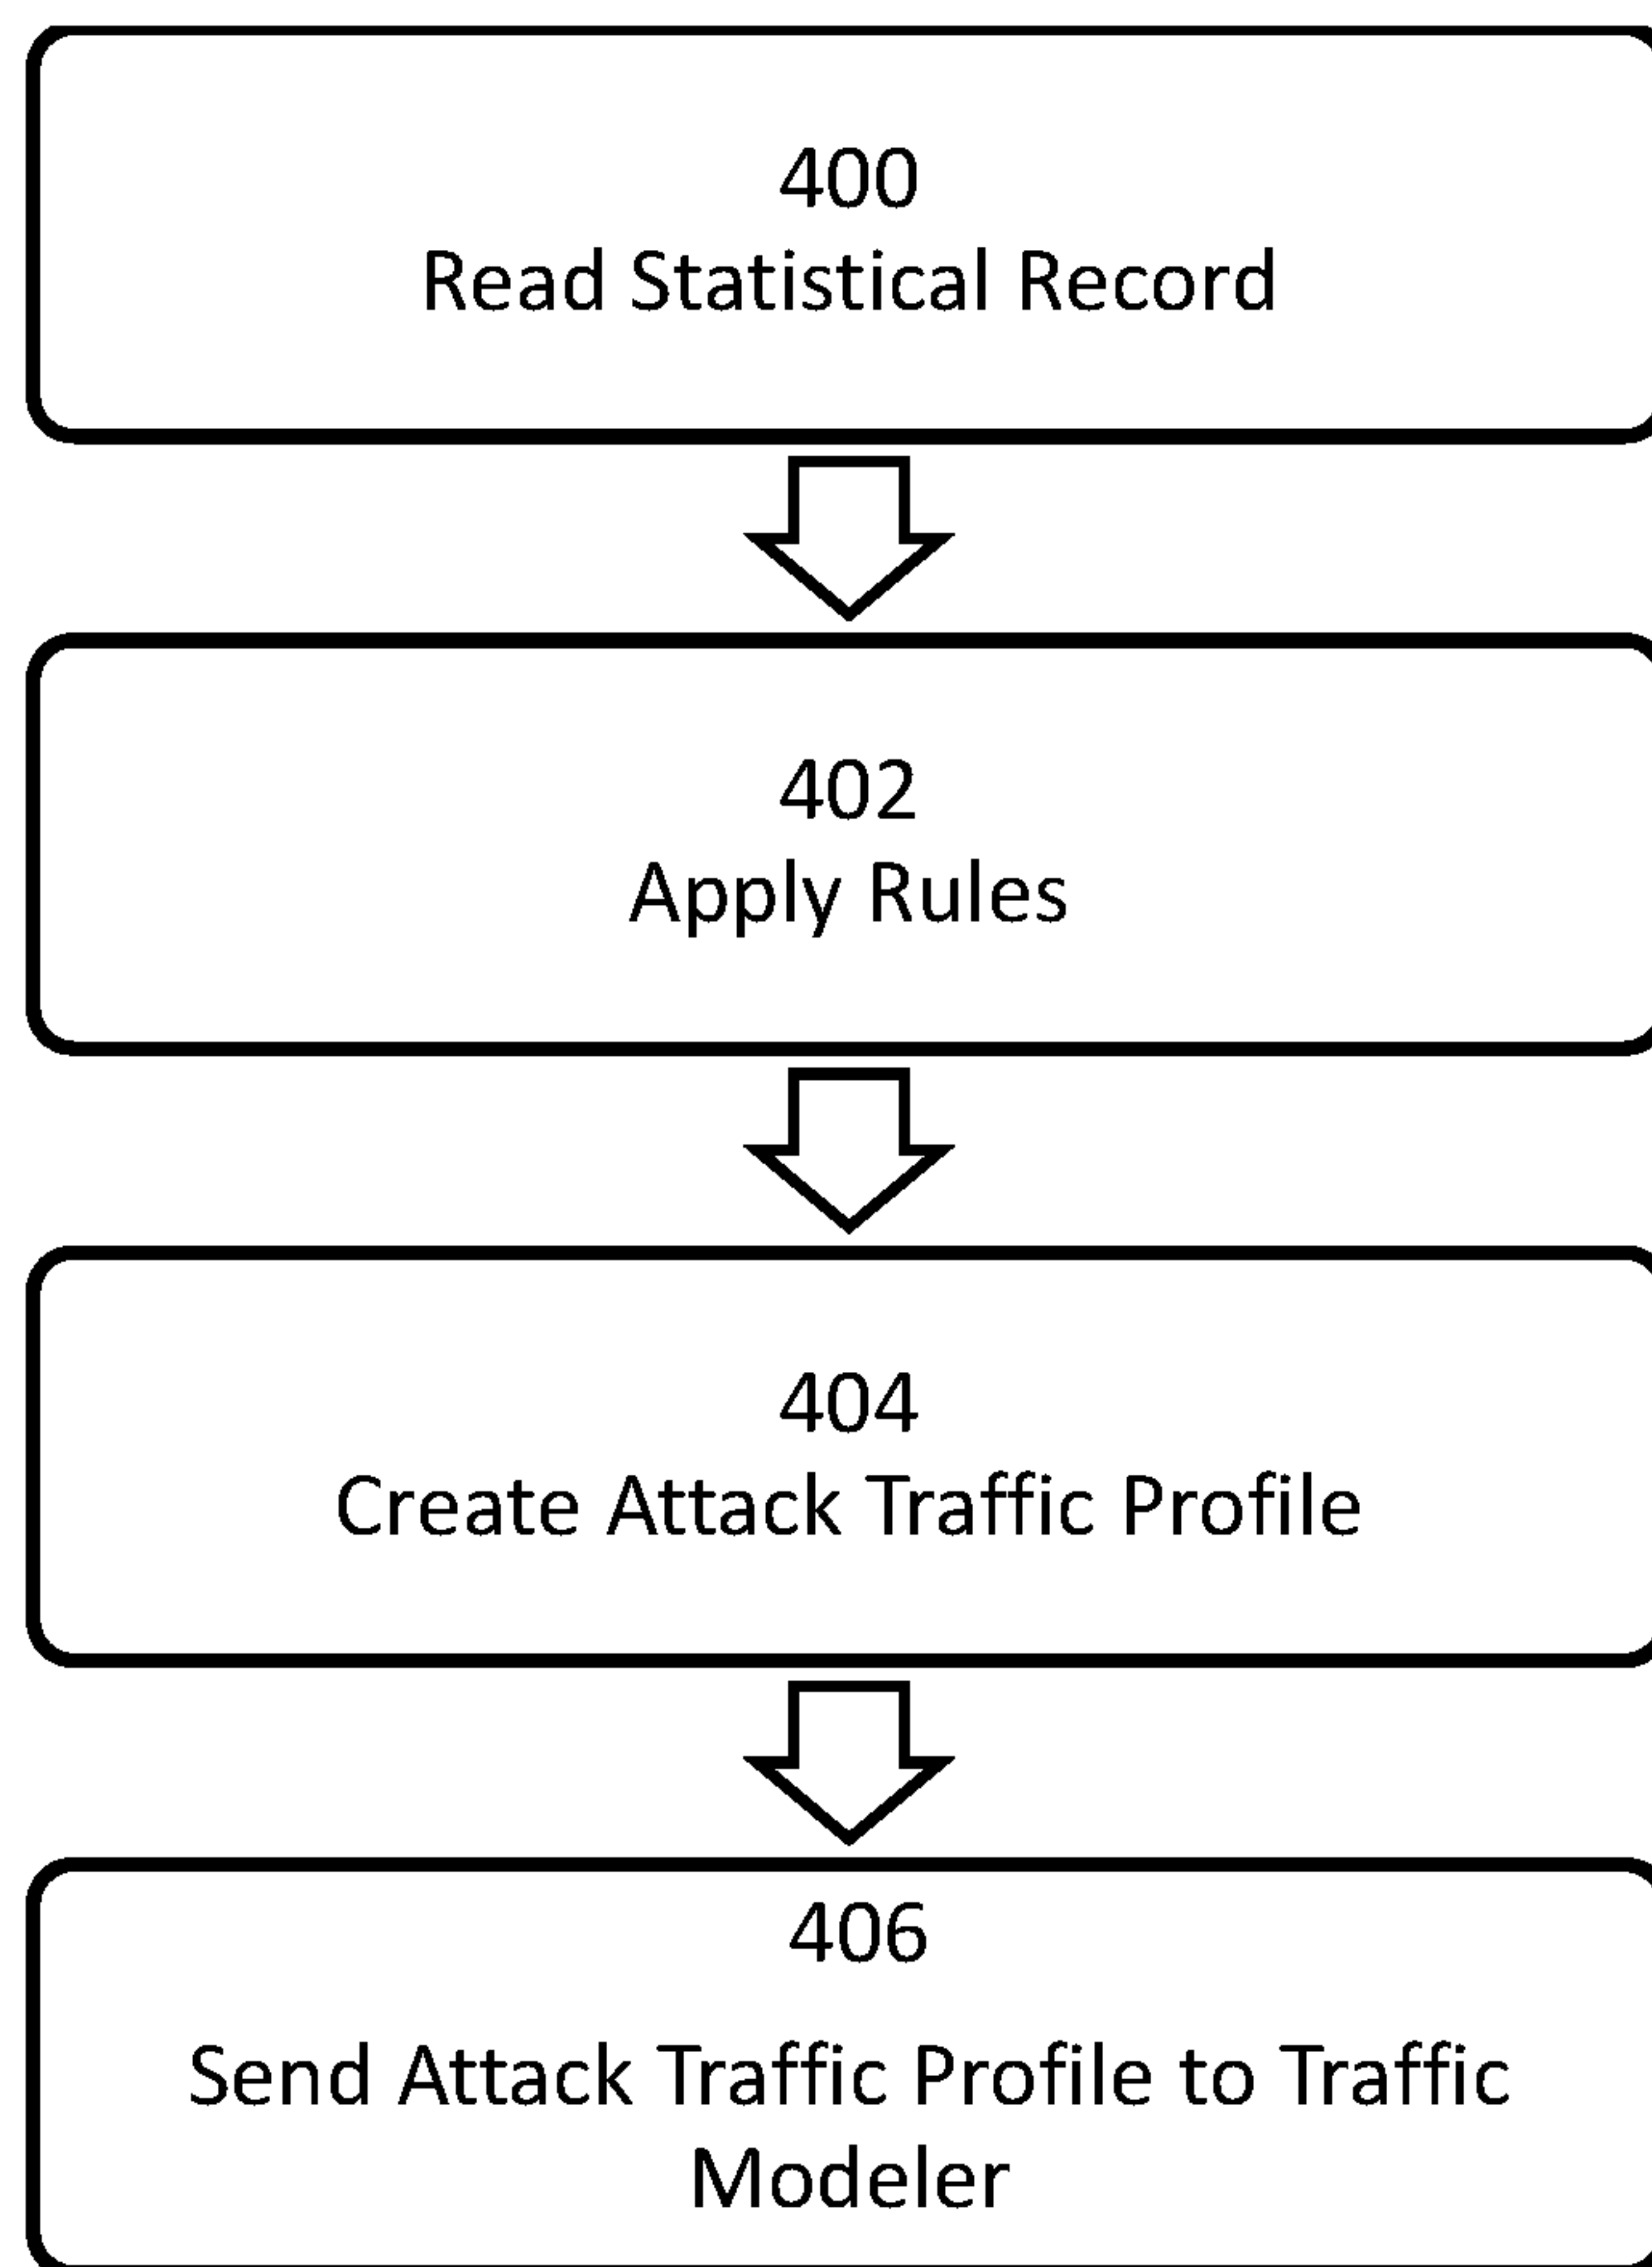 400
Read Statistical Record
402
Apply Rules
404
Create Attack Traffic Profile
406
Send Attack Traffic Profile to Traffic
Modeler